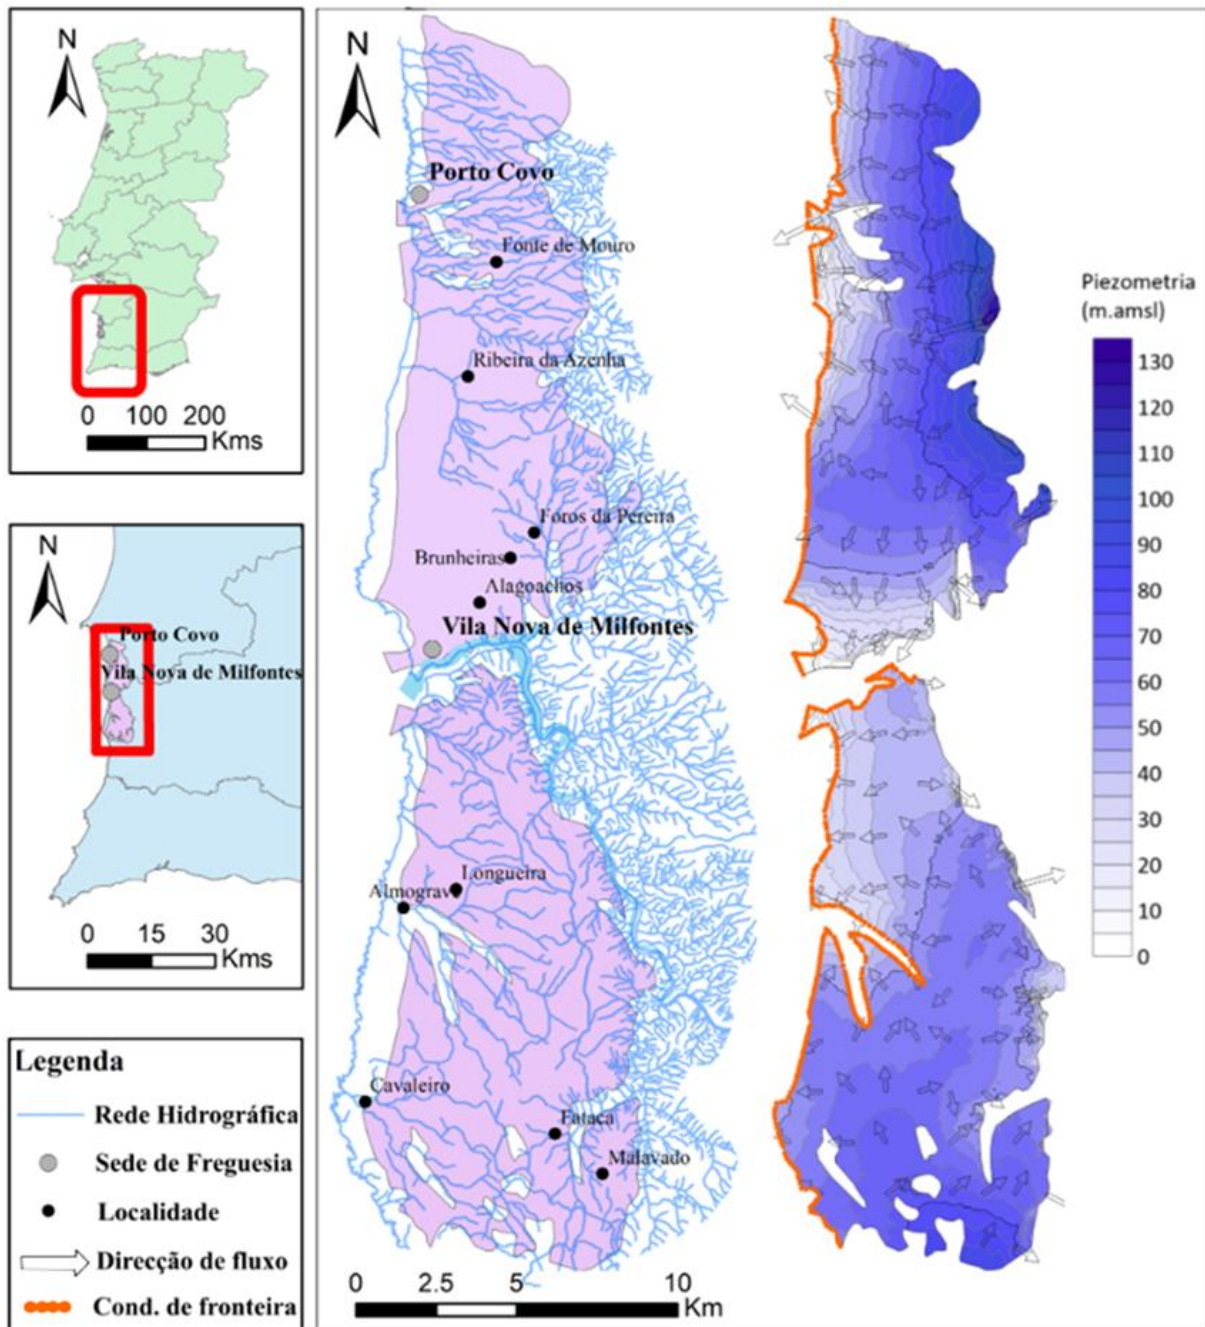 N
0 100 200
Kms
N
Porto Covo
Vila Nova de Milfontes
0 15 30
Kms
Legenda
Rede Hidrográfica
Sede de Freguesia
Localidade
Direcção de fluxo
Cond. de fronteira
N
Porto Covo
Fonte de Mouro
Ribeira da Azenha
Foros da Pereira
Brunheiras
Alagoachos
Vila Nova de Milfontes
Longueira
Almograve
Cavaleiro
Fataca
Malavado
0 2.5 5 10
Km
Piezometria
(m.amsl)
130
120
110
100
90
80
70
60
50
40
30
20
10
0